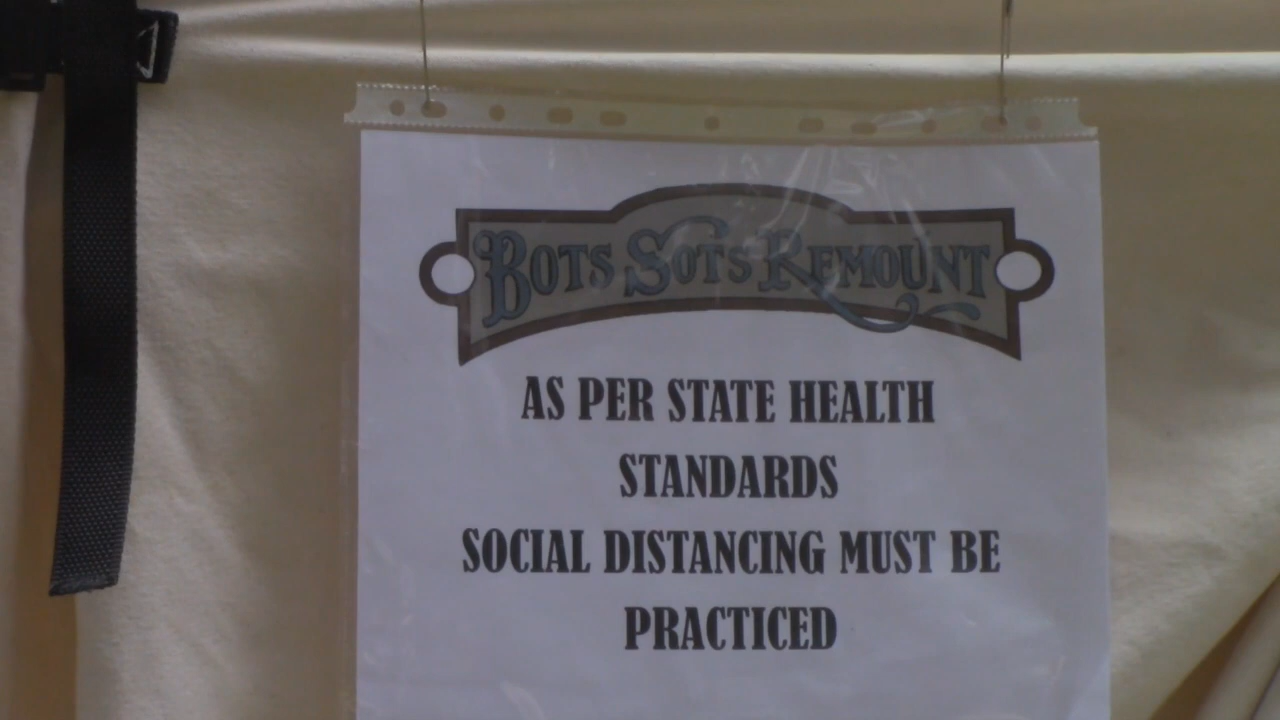 BOTS SOTS REMOUNT
AS PER STATE HEALTH
STANDARDS
SOCIAL DISTANCING MUST BE
PRACTICED